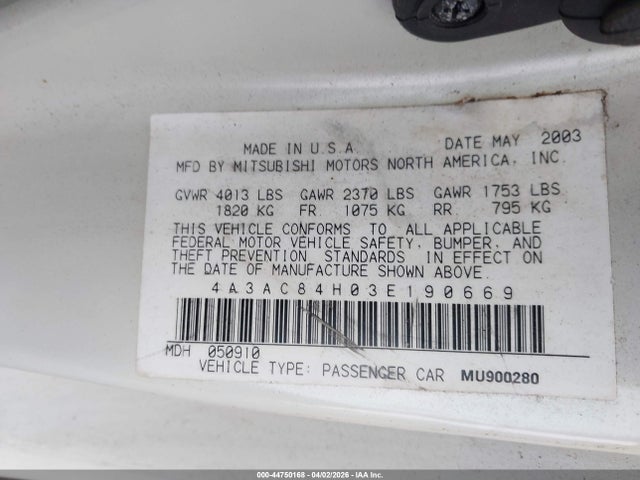 MADE IN U.S.A. DATE MAY 2003
MFD BY MITSUBISHI MOTORS NORTH AMERICA, INC.
GVWR 4013 LBS GAWR 2370 LBS GAWR 1753 LBS
1820 KG FR 1075 KG RR 795 KG
THIS VEHICLE CONFORMS TO ALL APPLICABLE
FEDERAL MOTOR VEHICLE SAFETY, BUMPER, AND
THEFT PREVENTION STANDARDS IN EFFECT ON
THE DATE OF MANUFACTURE SHOWN ABOVE.
4A3AC84H03E190669
MDH 050910
VEHICLE TYPE: PASSENGER CAR MU900280
000-44750168 - 04/02/2026 - IAA Inc.